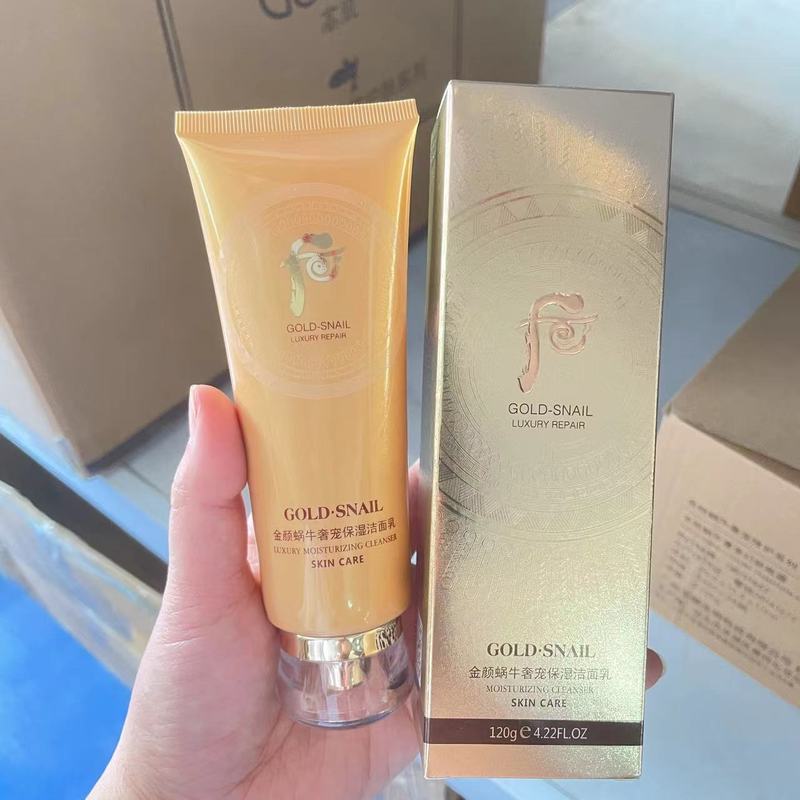 GOLD-SNAIL
LUXURY REPAIR
GOLD·SNAIL
金颜蜗牛奢宠保湿洁面乳
LUXURY MOISTURIZING CLEANSER
SKIN CARE
GOLD-SNAIL
LUXURY REPAIR
GOLD·SNAIL
金颜蜗牛奢宠保湿洁面乳
MOISTURIZING CLEANSER
SKIN CARE
120g e 4.22FL.OZ